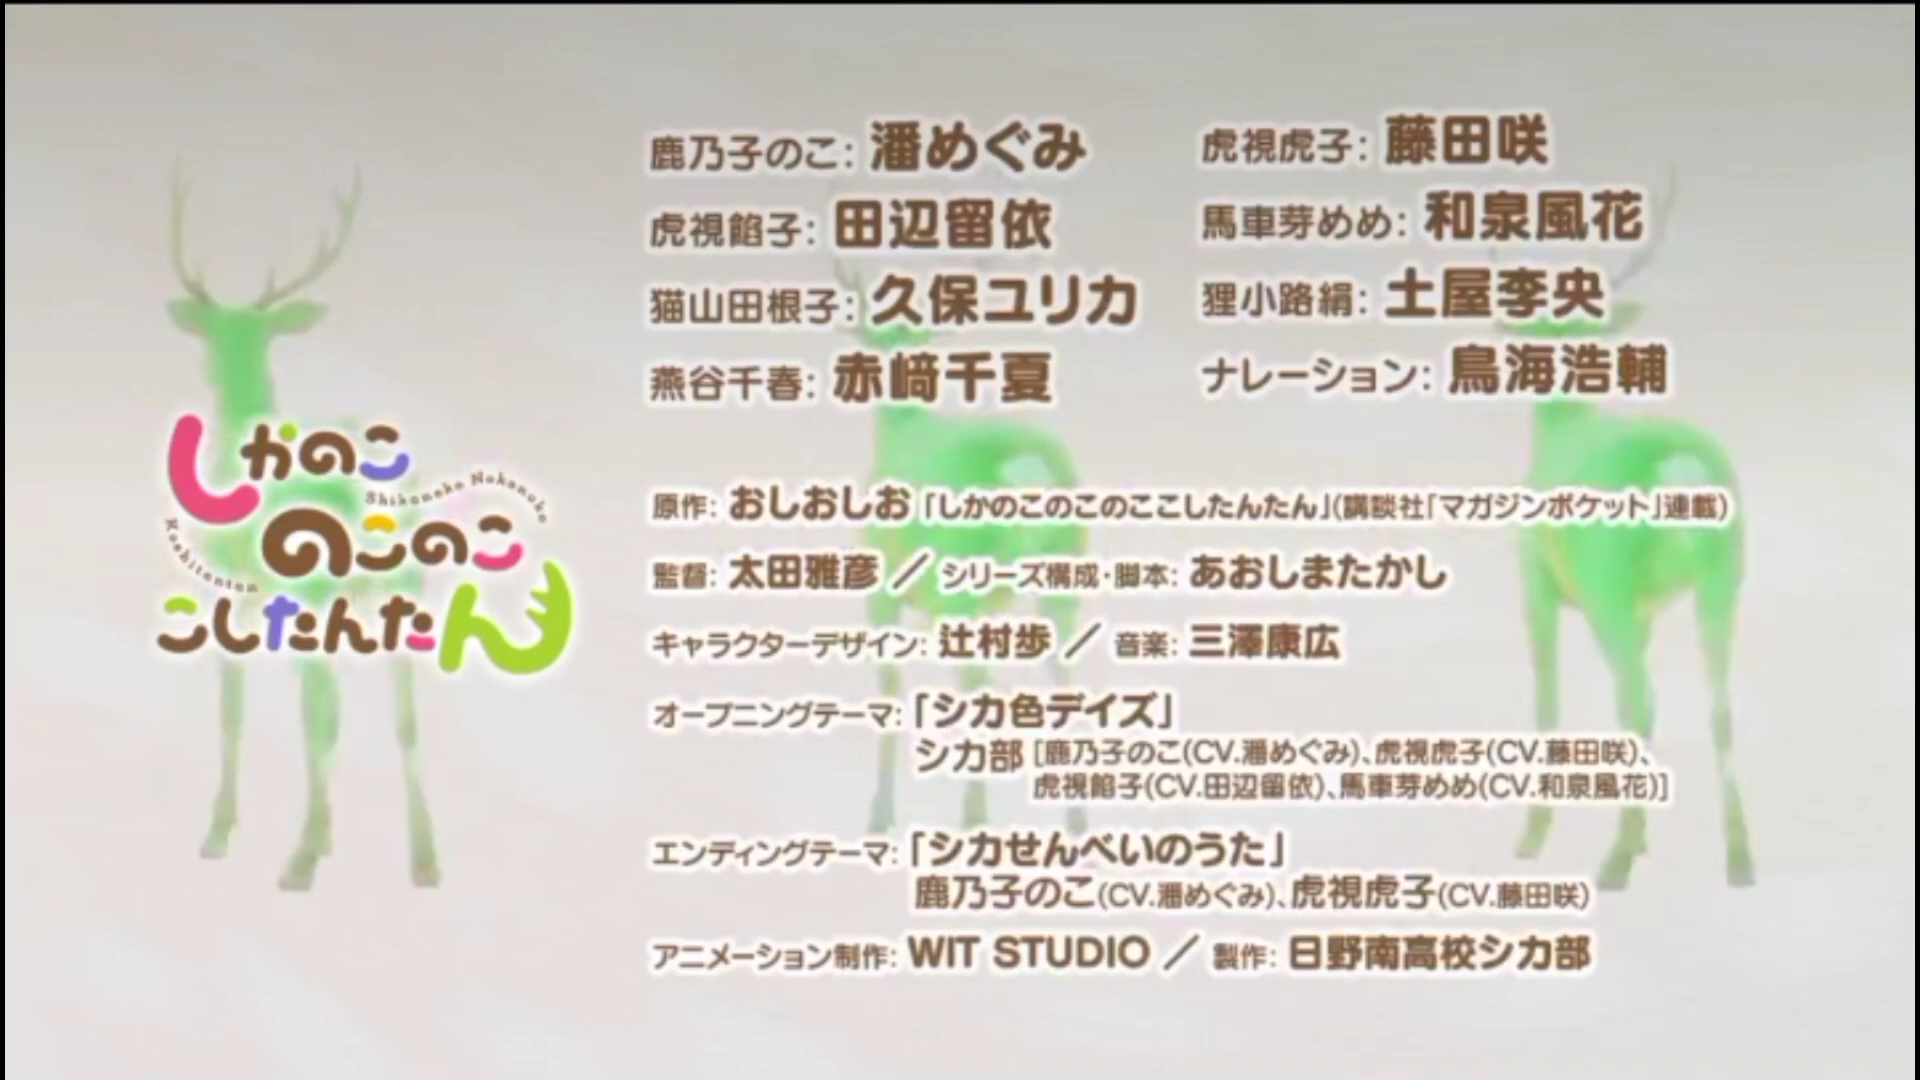 鹿乃子のこ: 潘めぐみ
虎視虎子: 藤田咲
虎視餡子: 田辺留依
馬車芽めめ: 和泉風花
猫山田根子: 久保ユリカ
狸小路絹: 土屋李央
燕谷千春: 赤﨑千夏
ナレーション: 鳥海浩輔
しかのこ
Shikanoko Nokonoko
のこのこ
Koshitantan
こしたんたん
原作: おしおしお「しかのこのこのここしたんたん」(講談社「マガジンポケット」連載)
監督: 太田雅彦 ／ シリーズ構成・脚本: あおしまたかし
キャラクターデザイン: 辻村歩 ／ 音楽: 三澤康広
オープニングテーマ: 「シカ色デイズ」
シカ部 [鹿乃子のこ(CV.潘めぐみ)、虎視虎子(CV.藤田咲)、
虎視餡子(CV.田辺留依)、馬車芽めめ(CV.和泉風花)]
エンディングテーマ: 「シカせんべいのうた」
鹿乃子のこ(CV.潘めぐみ)、虎視虎子(CV.藤田咲)
アニメーション制作: WIT STUDIO ／ 製作: 日野南高校シカ部